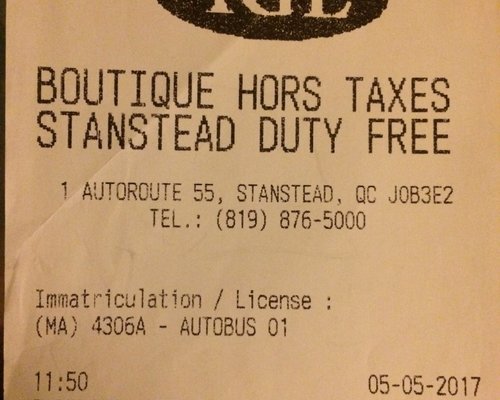 BOUTIQUE HORS TAXES
STANSTEAD DUTY FREE
1 AUTOROUTE 55, STANSTEAD, QC J0B3E2
TEL.: (819) 876-5000
Immatriculation / License :
(MA) 4306A - AUTOBUS 01
11:50 05-05-2017